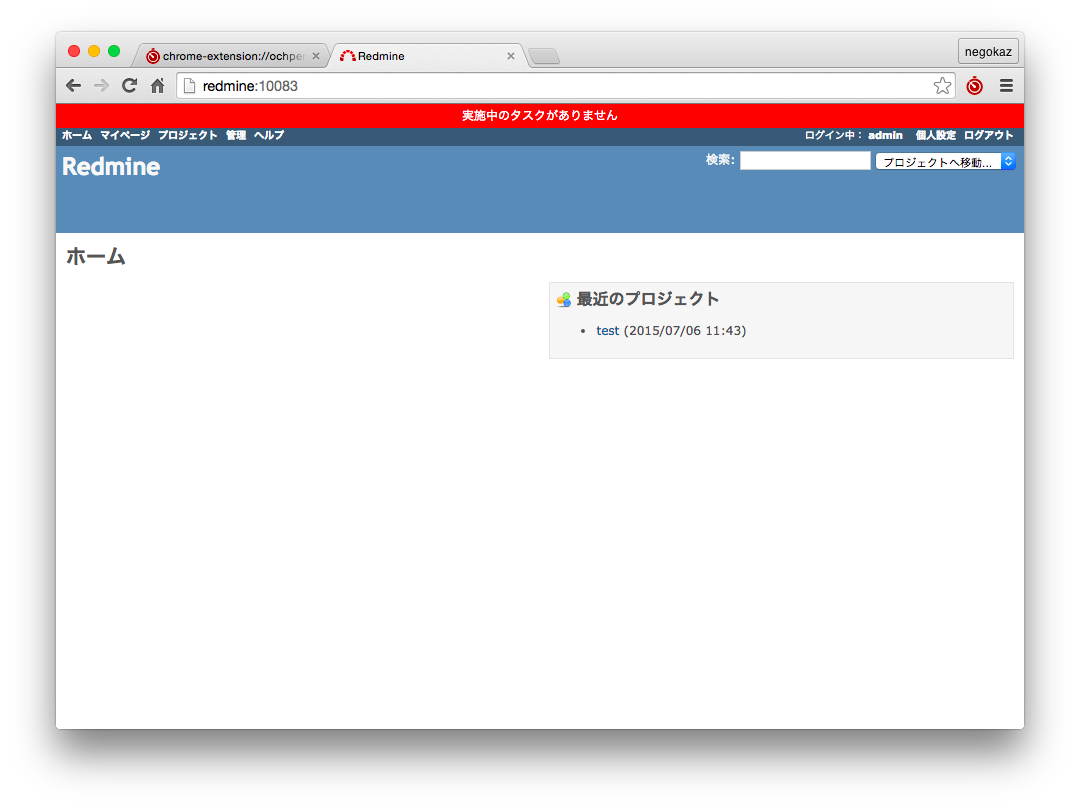 chrome-extension://ochper
Redmine
negokaz
redmine:10083
実施中のタスクがありません
ホーム マイページ プロジェクト 管理 ヘルプ
ログイン中： admin 個人設定 ログアウト
Redmine
検索:
プロジェクトへ移動...
ホーム
最近のプロジェクト
test (2015/07/06 11:43)